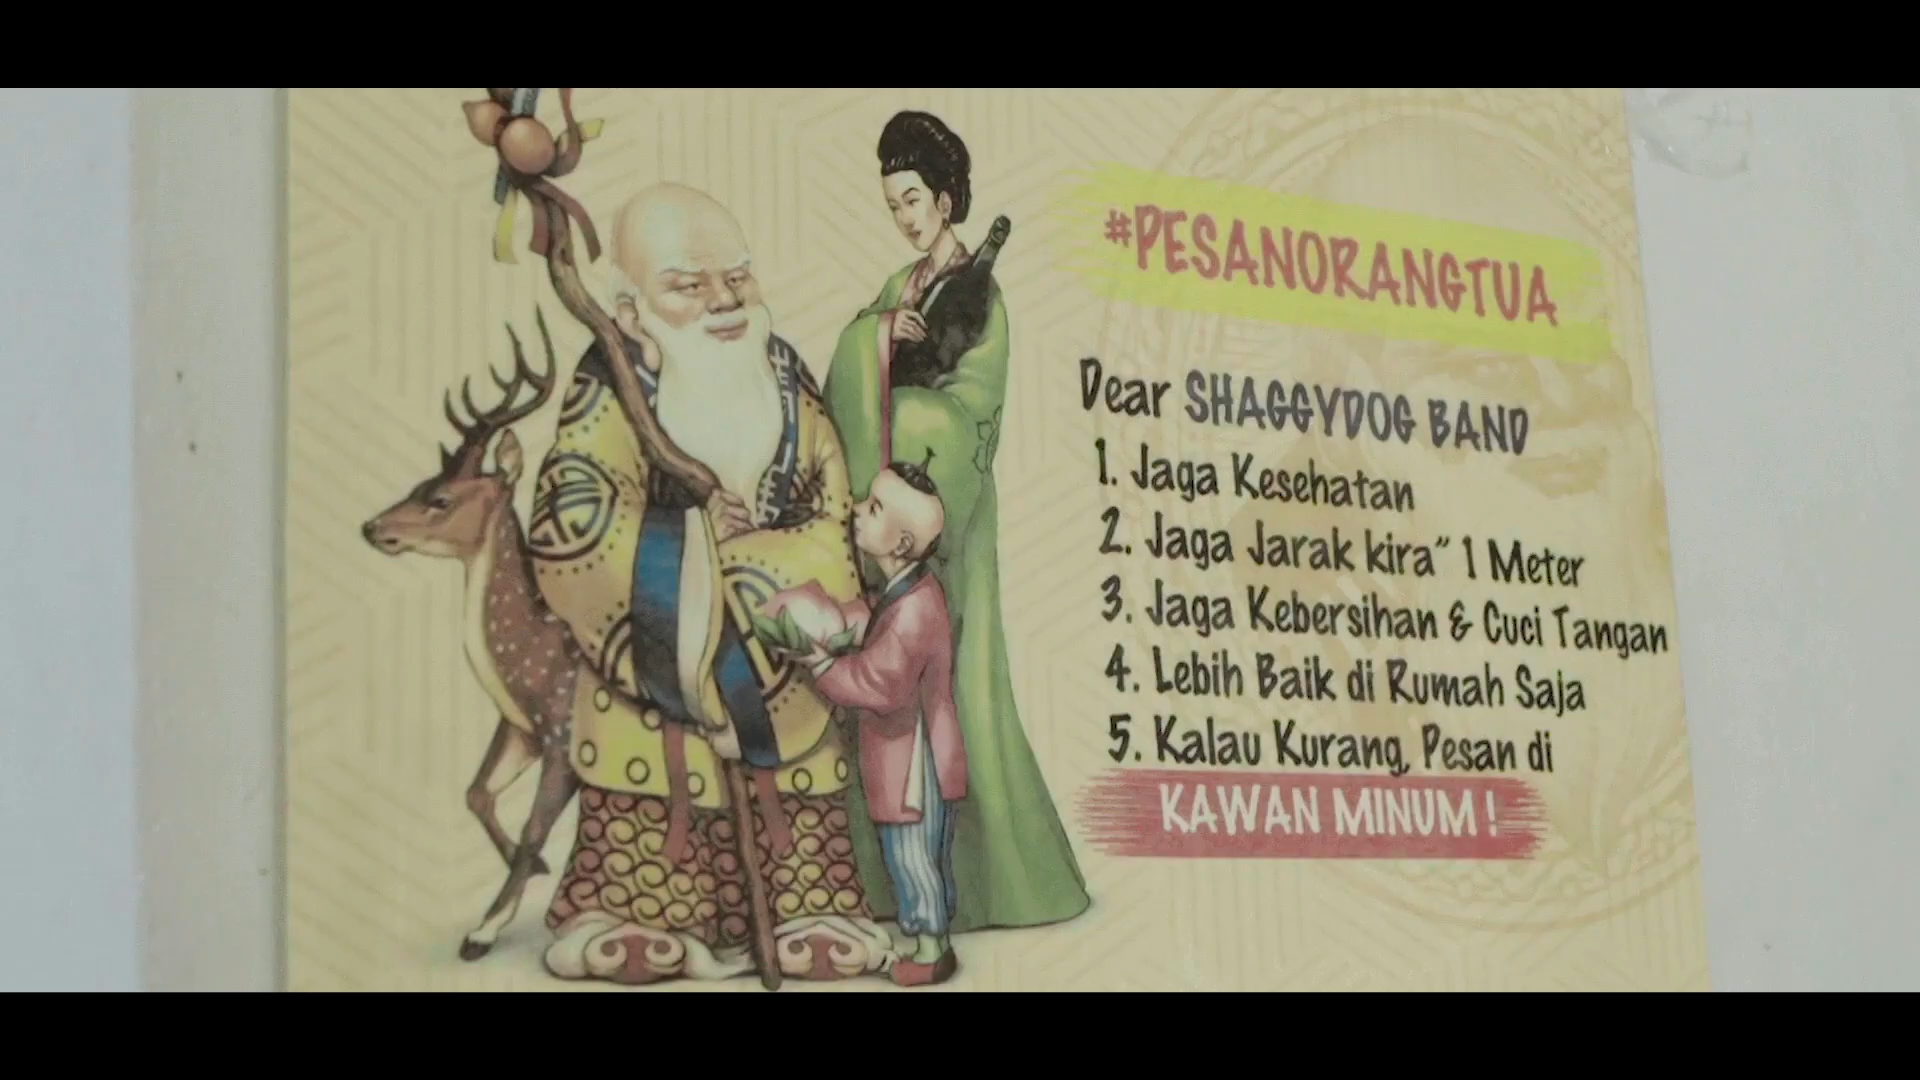 #PESANORANGTUA
Dear SHAGGYDOG BAND
1. Jaga Kesehatan
2. Jaga Jarak kira” 1 Meter
3. Jaga Kebersihan & Cuci Tangan
4. Lebih Baik di Rumah Saja
5. Kalau Kurang, Pesan di
KAWAN MINUM !